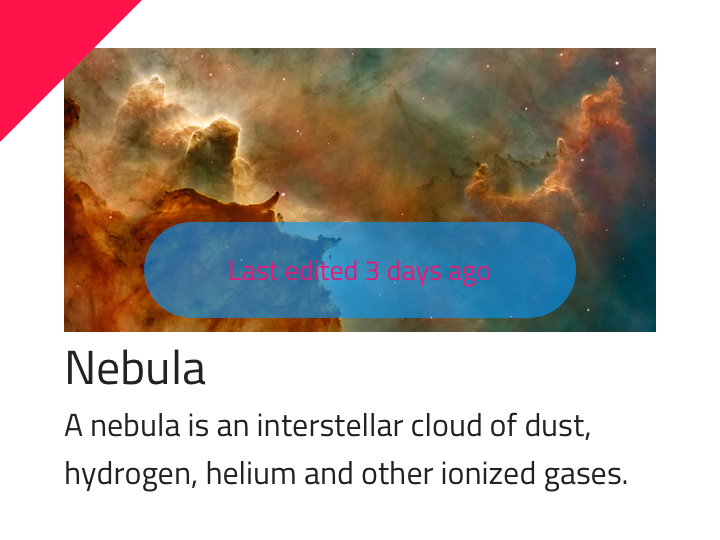 Last edited 3 days ago
Nebula
A nebula is an interstellar cloud of dust,
hydrogen, helium and other ionized gases.